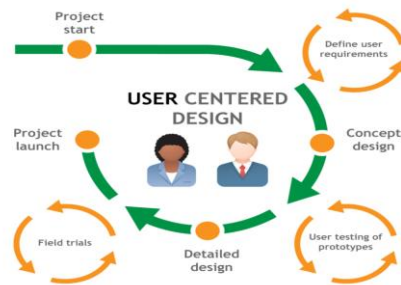 Project
start
Define user
requirements
USER CENTERED
DESIGN
Project
launch
Concept
design
Field trials
Detailed
design
User testing of
prototypes